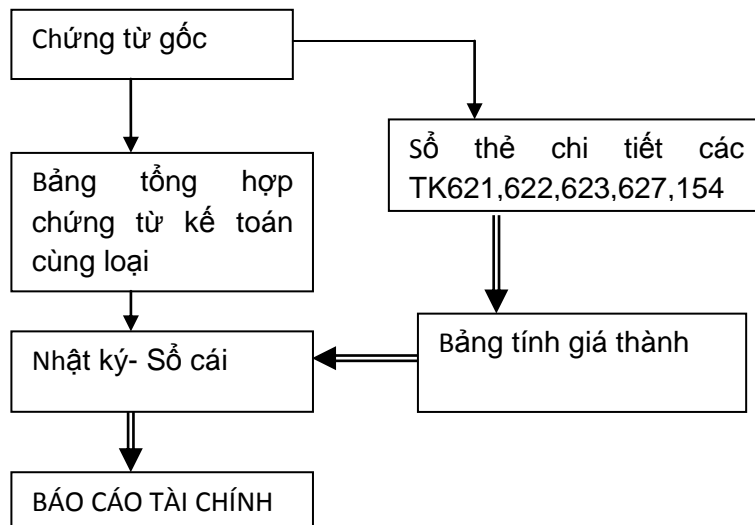 Chứng từ gốc
Sổ thẻ chi tiết các
TK621,622,623,627,154
Bảng tổng hợp
chứng từ kế toán
cùng loại
Nhật ký- Sổ cái
Bảng tính giá thành
BÁO CÁO TÀI CHÍNH